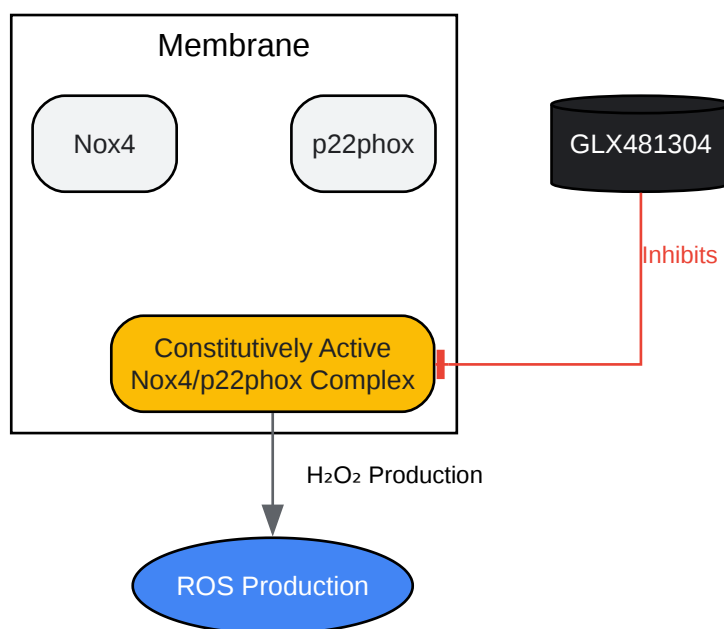 Membrane
Nox4
p22phox
GLX481304
Inhibits
Constitutively Active
Nox4/p22phox Complex
H₂O₂ Production
ROS Production